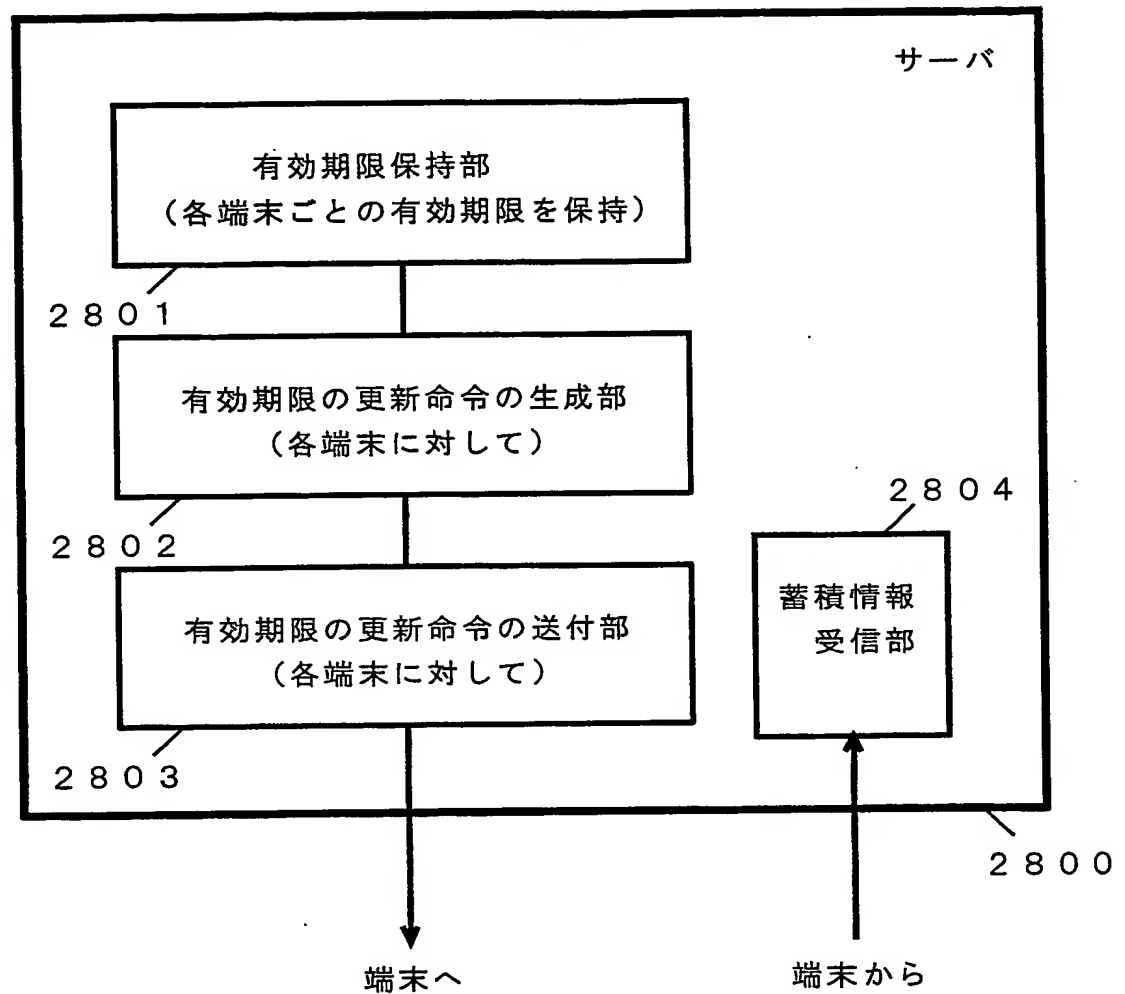 サーバ
有効期限保持部
（各端末ごとの有効期限を保持）
２８０１
有効期限の更新命令の生成部
（各端末に対して）
２８０２
有効期限の更新命令の送付部
（各端末に対して）
２８０３
２８０４
蓄積情報
受信部
２８００
端末へ
端末から